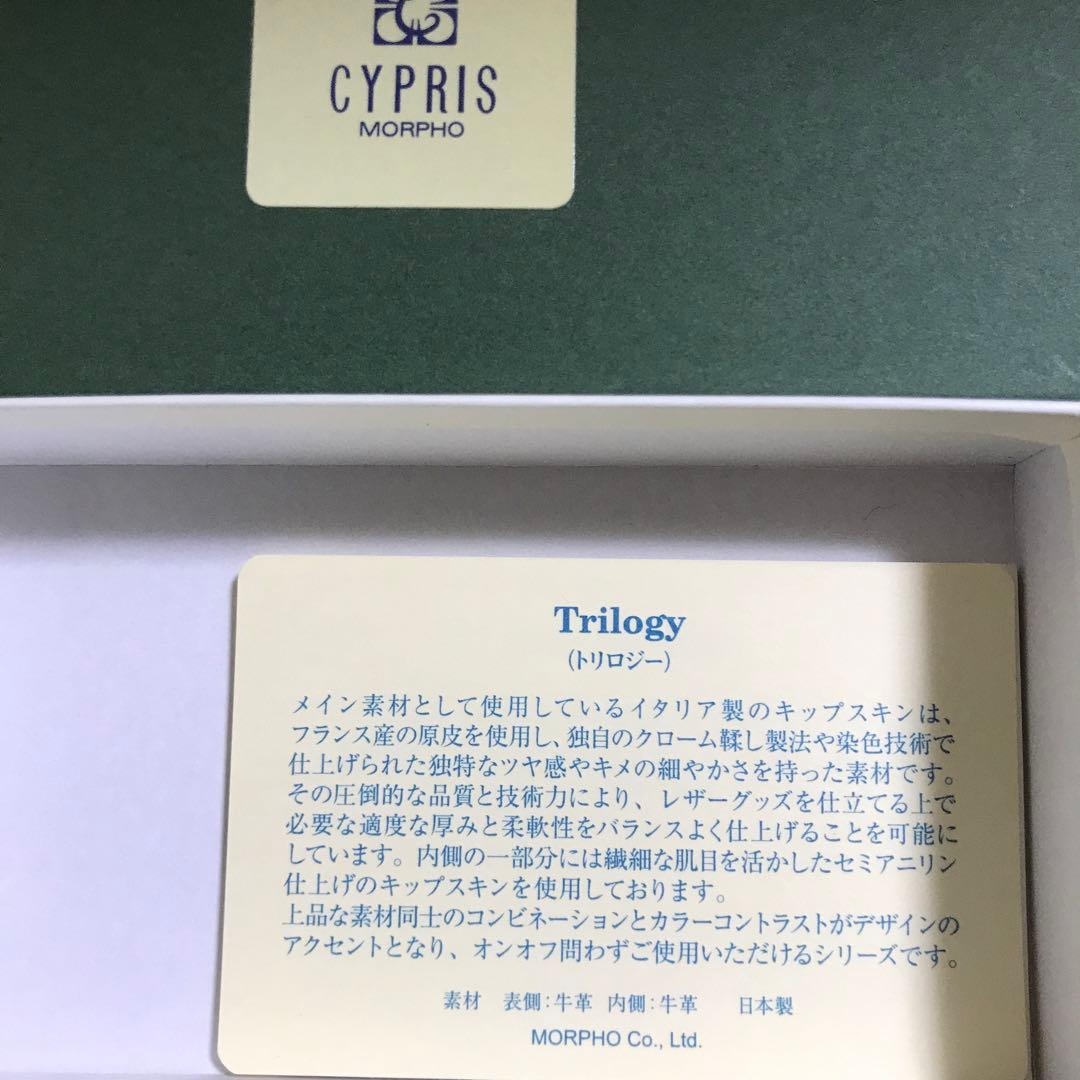 CYPRIS
MORPHO
Trilogy
(トリロジー)
メイン素材として使用しているイタリア製のキップスキンは、
フランス産の原皮を使用し、独自のクローム鞣し製法や染色技術で
仕上げられた独特なツヤ感やキメの細やかさを持った素材です。
その圧倒的な品質と技術力により、レザーグッズを仕立てる上で
必要な適度な厚みと柔軟性をバランスよく仕上げることを可能に
しています。内側の一部分には繊細な肌目を活かしたセミアニリン
仕上げのキップスキンを使用しております。
上品な素材同士のコンビネーションとカラーコントラストがデザインの
アクセントとなり、オンオフ問わずご使用いただけるシリーズです。
素材 表側:牛革 内側:牛革 日本製
MORPHO Co., Ltd.